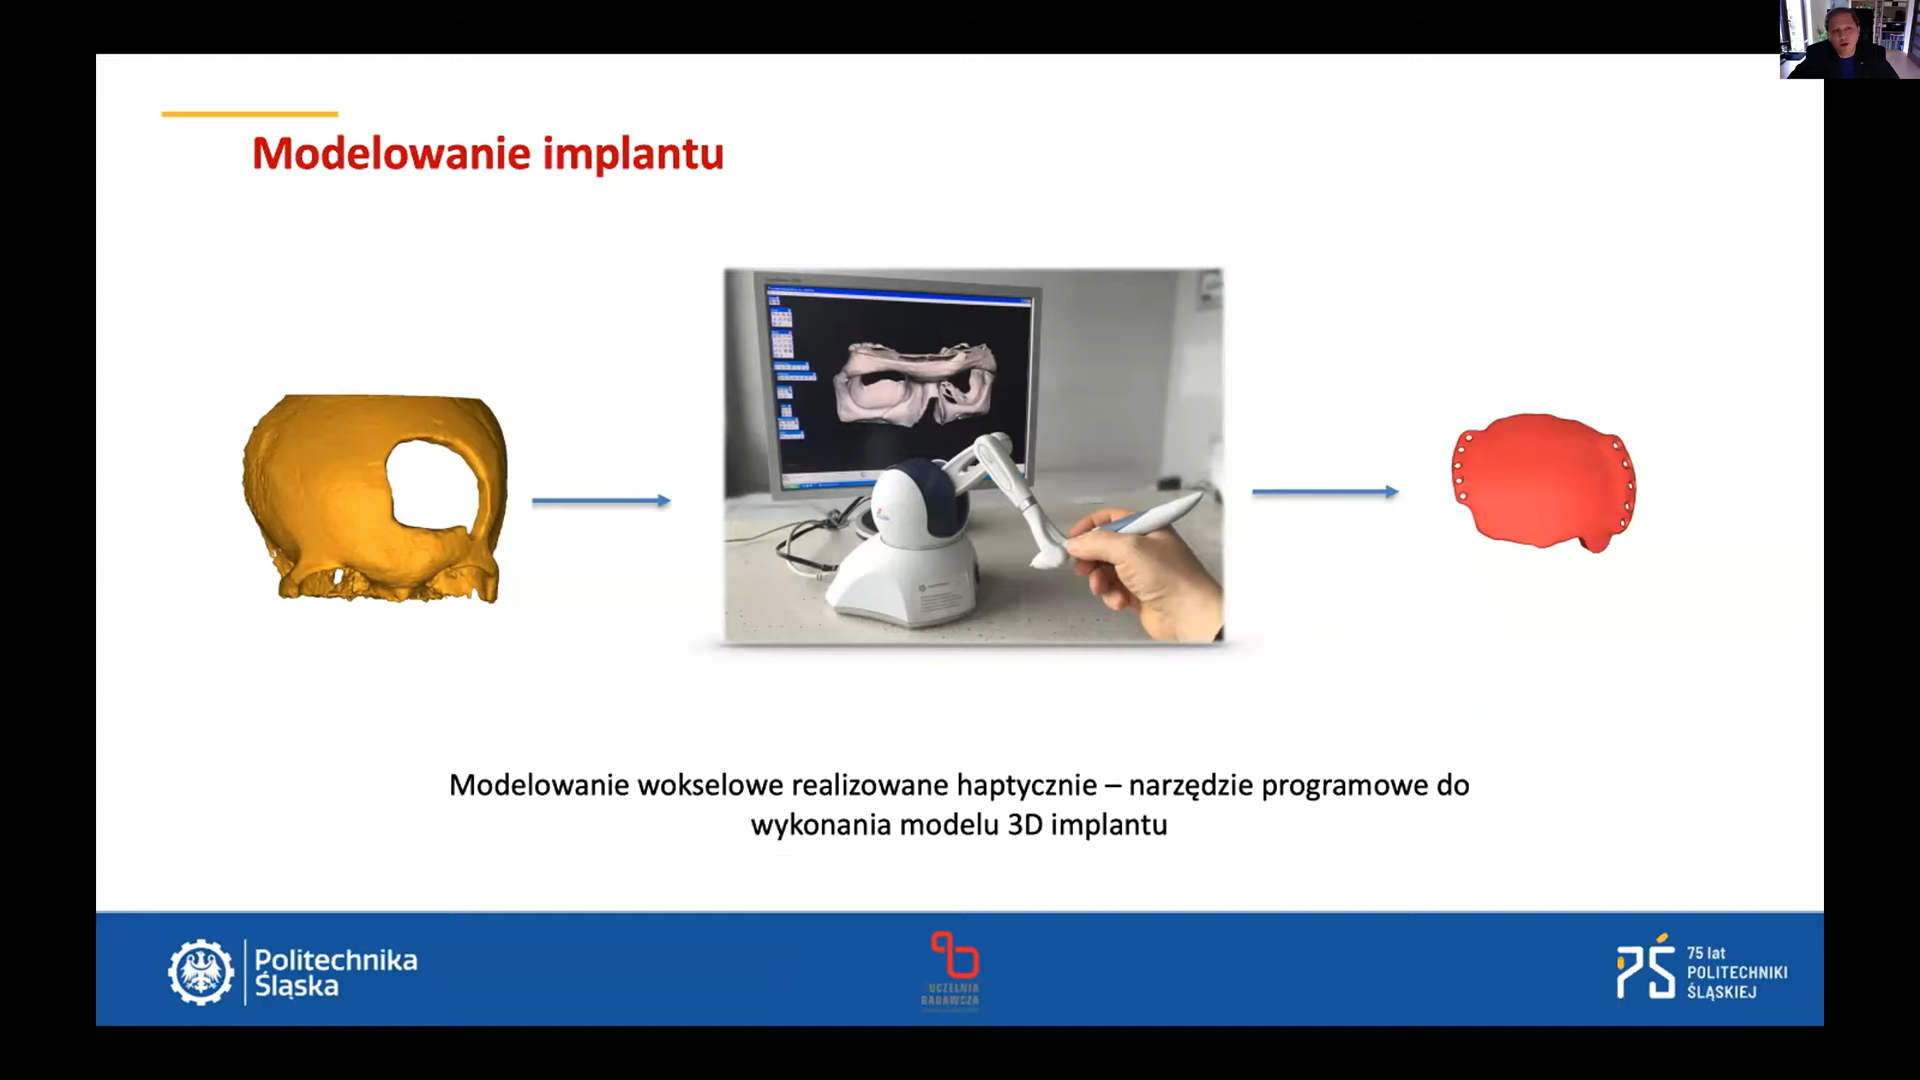 Modelowanie implantu
Modelowanie wokselowe realizowane haptycznie – narzędzie programowe do
wykonania modelu 3D implantu
Politechnika
Śląska
UCZELNIA
BADAWCZA
75 lat
POLITECHNIKI
ŚLĄSKIEJ